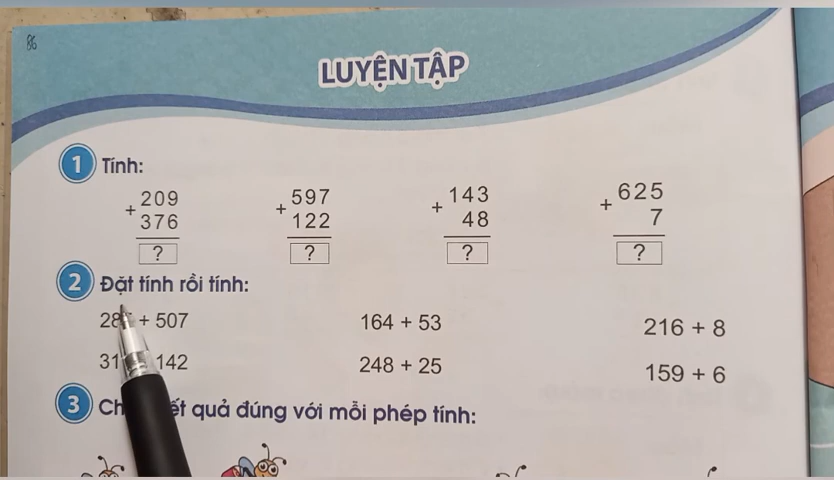 86
LUYỆN TẬP
1 Tính:
209 597 143 625
+ + + +
376 122 48 7
? ? ? ?
2 Đặt tính rồi tính:
+ 507 164 + 53 216 + 8
142 248 + 25 159 + 6
3 quả đúng với mỗi phép tính: